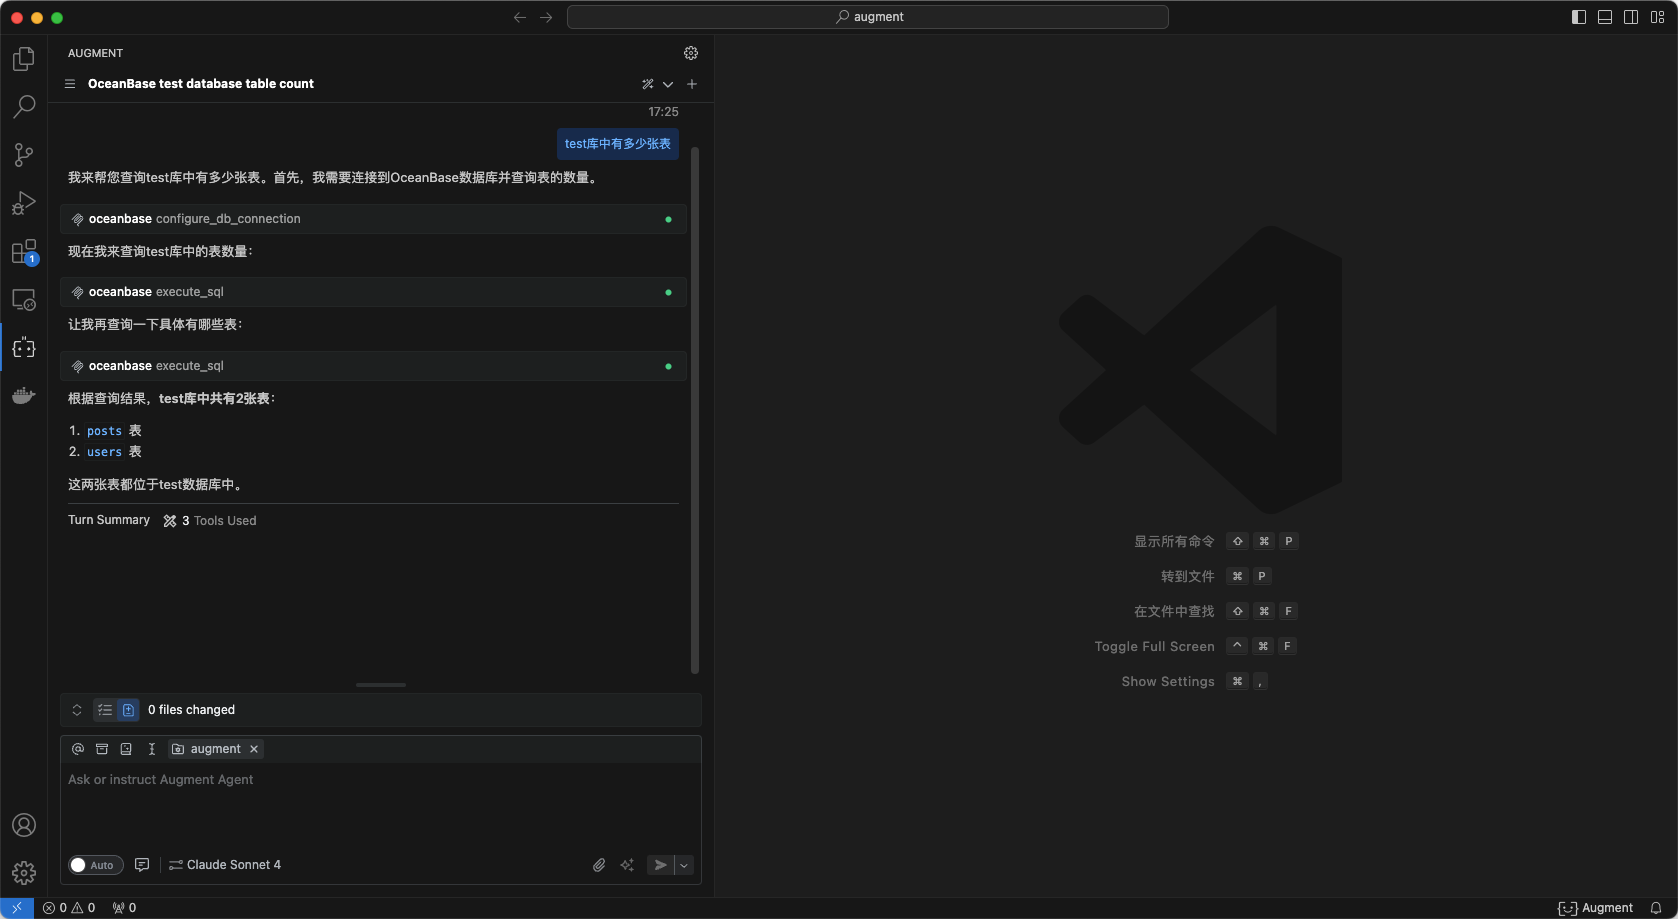 augment
AUGMENT
OceanBase test database table count
17:25
test库中有多少张表
我来帮您查询test库中有多少张表。首先，我需要连接到OceanBase数据库并查询表的数量。
oceanbase configure_db_connection
现在我来查询test库中的表数量：
oceanbase execute_sql
让我再查询一下具体有哪些表：
oceanbase execute_sql
根据查询结果，test库中共有2张表：
1. posts 表
2. users 表
这两张表都位于test数据库中。
Turn Summary 3 Tools Used
0 files changed
augment
Ask or instruct Augment Agent
Auto Claude Sonnet 4
1
显示所有命令 ⇧ ⌘ P
转到文件 ⌘ P
在文件中查找 ⇧ ⌘ F
Toggle Full Screen ^ ⌘ F
Show Settings ⌘ ,
0 0 0
Augment